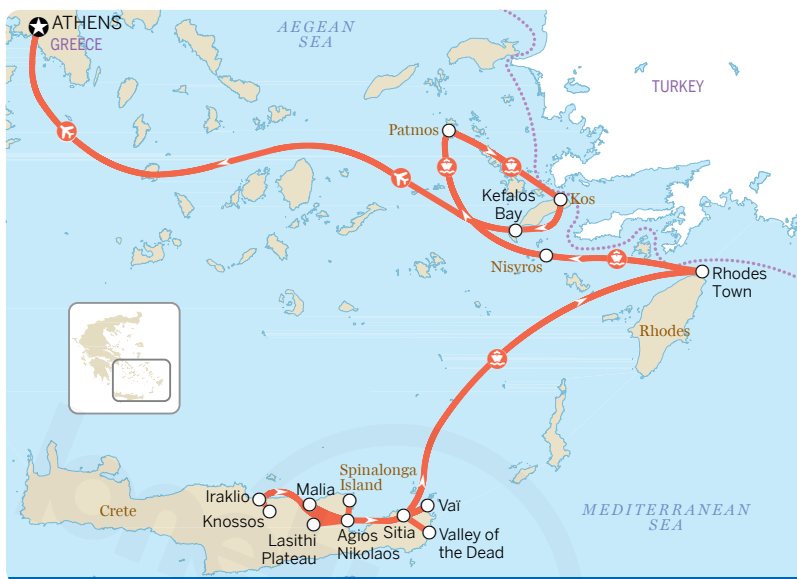 ATHENS
GREECE
AEGEAN
SEA
TURKEY
Patmos
Kefalos
Bay
Kos
Nisyros
Rhodes
Town
Rhodes
Spinalonga
Island
Malia
Iraklio
Knossos
Crete
Lasithi
Plateau
Agios
Nikolaos
Sitia
Vaï
Valley of
the Dead
MEDITERRANEAN
SEA